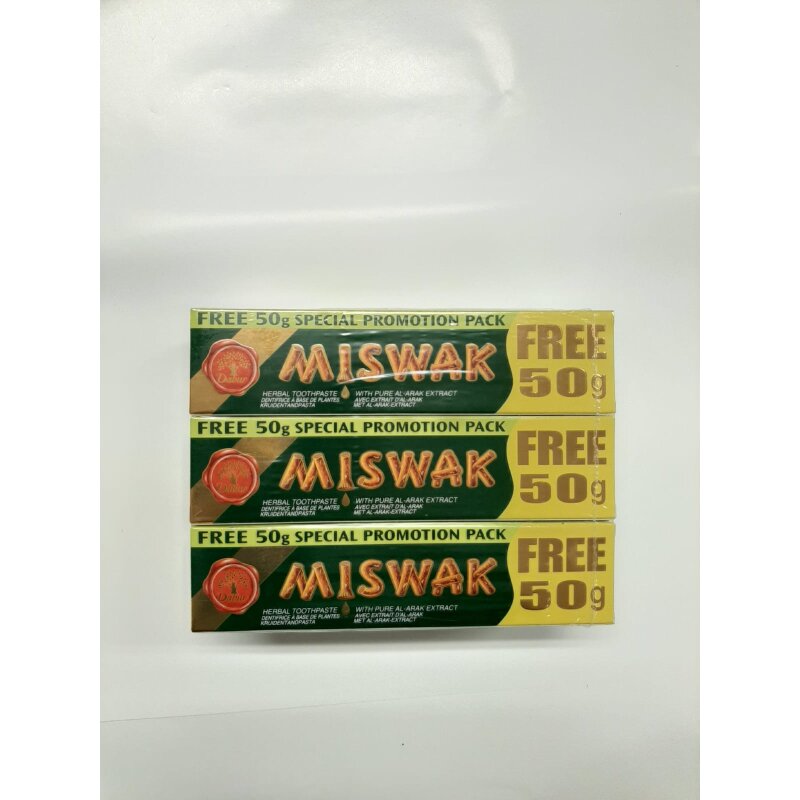 FREE 50g SPECIAL PROMOTION PACK
Dabur
MISWAK
FREE
50g
HERBAL TOOTHPASTE
DENTIFRICE À BASE DE PLANTES
KRUIDENTANDPASTA
WITH PURE AL-ARAK EXTRACT
AVEC EXTRAIT D'AL-ARAK
MET AL-ARAK-EXTRACT
FREE 50g SPECIAL PROMOTION PACK
Dabur
MISWAK
FREE
50g
HERBAL TOOTHPASTE
DENTIFRICE À BASE DE PLANTES
KRUIDENTANDPASTA
WITH PURE AL-ARAK EXTRACT
AVEC EXTRAIT D'AL-ARAK
MET AL-ARAK-EXTRACT
FREE 50g SPECIAL PROMOTION PACK
Dabur
MISWAK
FREE
50g
HERBAL TOOTHPASTE
DENTIFRICE À BASE DE PLANTES
KRUIDENTANDPASTA
WITH PURE AL-ARAK EXTRACT
AVEC EXTRAIT D'AL-ARAK
MET AL-ARAK-EXTRACT